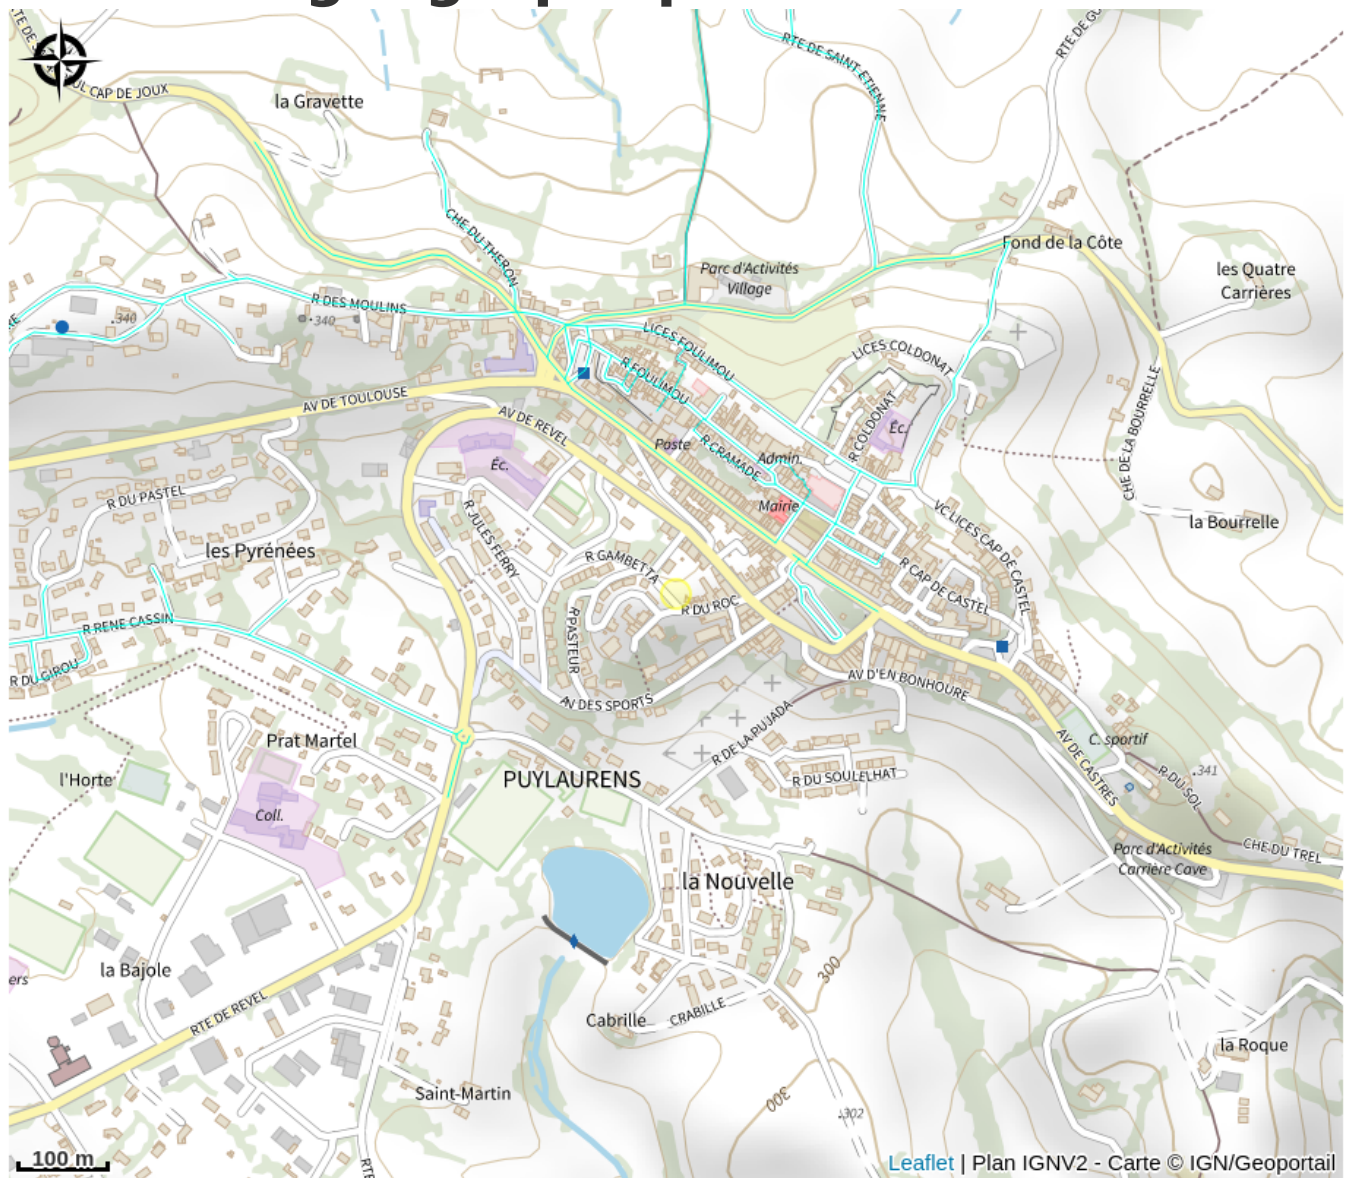 RTE DE SAINT-ETIENNE
UL CAP DE JOUX
la Gravette
CHE DU THERON
Fond de la Côte
Parc d'Activités
Village
les Quatre
Carrières
R DES MOULINS
.340
.340
LICES FOULIMOU
LICES COLDONAT
R FOULIMOU
AV DE TOULOUSE
AV DE REVEL
R COLDONAT
Éc.
CHE DE LA BOURRELLE
Poste
R CRAMADE
Admin.
Éc.
R DU PASTEL
Mairie
R JULES FERRY
VC LICES CAP DE CASTEL
la Bourrelle
les Pyrénées
R GAMBETTA
R CAP DE CASTEL
R DU ROC
R RENE CASSIN
R PASTEUR
R DU GIROU
AV D'EN BONHOURE
AV DES SPORTS
R DE LA PUJADA
Prat Martel
C. sportif
AV DE CASTRES
l'Horte
PUYLAURENS
R DU SOULELHAT
.341
R DU SOL
Coll.
CHE DU TREL
Parc d'Activités
Carrière Cave
la Nouvelle
la Bajole
ers
300
RTE DE REVEL
Cabrille
CRABILLE
la Roque
Saint-Martin
300
.302
100 m
RTE
Leaflet | Plan IGNV2 - Carte © IGN/Geoportail